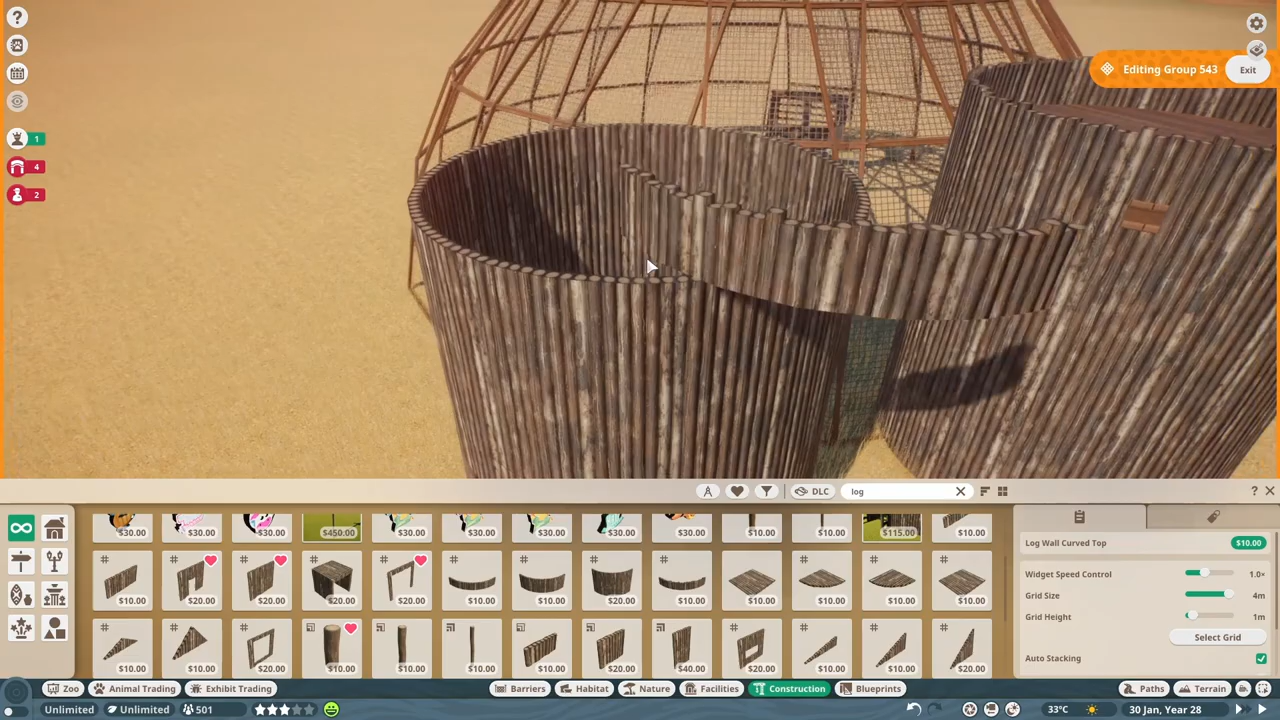 ?
Editing Group 543
Exit
1
4
2
DLC
log
?
$30.00
$30.00
$30.00
$450.00
$30.00
$30.00
$30.00
$30.00
$30.00
$10.00
$10.00
$115.00
$10.00
$10.00
$20.00
$20.00
$20.00
$20.00
$10.00
$10.00
$20.00
$10.00
$10.00
$10.00
$10.00
$10.00
$10.00
$10.00
$20.00
$10.00
$10.00
$10.00
$10.00
$20.00
$40.00
$20.00
$10.00
$10.00
$20.00
Log Wall Curved Top
$10.00
Widget Speed Control
1.0×
Grid Size
4m
Grid Height
1m
Select Grid
Auto Stacking
Zoo
Animal Trading
Exhibit Trading
Barriers
Habitat
Nature
Facilities
Construction
Blueprints
Paths
Terrain
Unlimited
Unlimited
501
33°C
30 Jan, Year 28